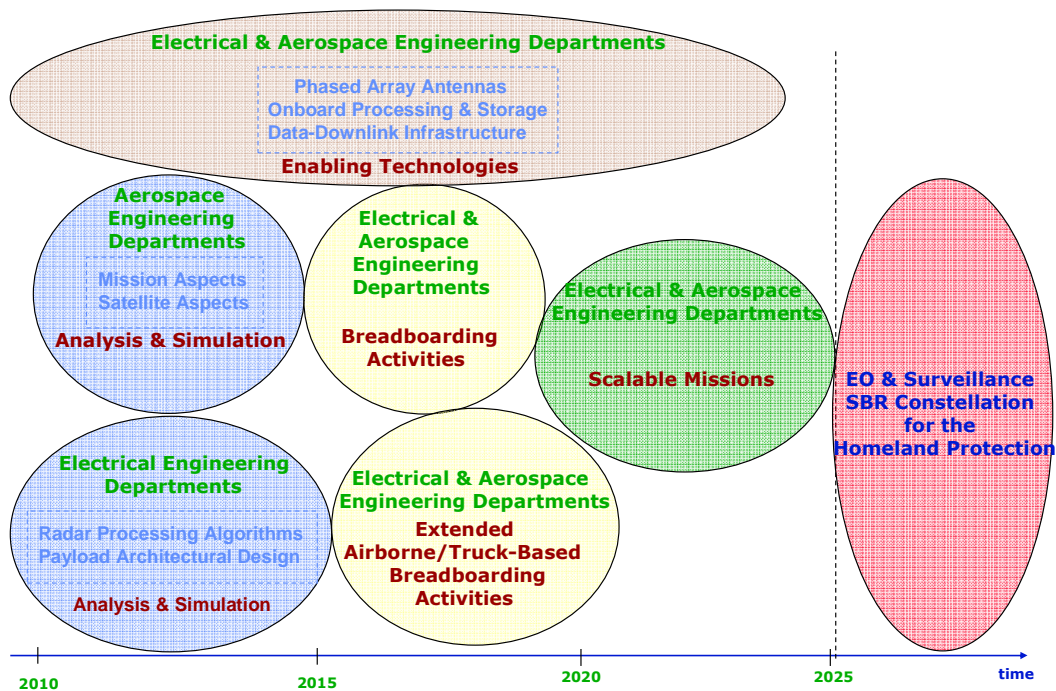 Electrical & Aerospace Engineering Departments
Phased Array Antennas
Onboard Processing & Storage
Data-Downlink Infrastructure
Enabling Technologies
Aerospace
Engineering
Departments
Mission Aspects
Satellite Aspects
Analysis & Simulation
Electrical &
Aerospace
Engineering
Departments
Breadboarding
Activities
Electrical & Aerospace
Engineering Departments
Scalable Missions
EO & Surveillance
SBR Constellation
for the
Homeland Protection
Electrical Engineering
Departments
Radar Processing Algorithms
Payload Architectural Design
Analysis & Simulation
Electrical & Aerospace
Engineering Departments
Extended
Airborne/Truck-Based
Breadboarding
Activities
2010
2015
2020
2025
time